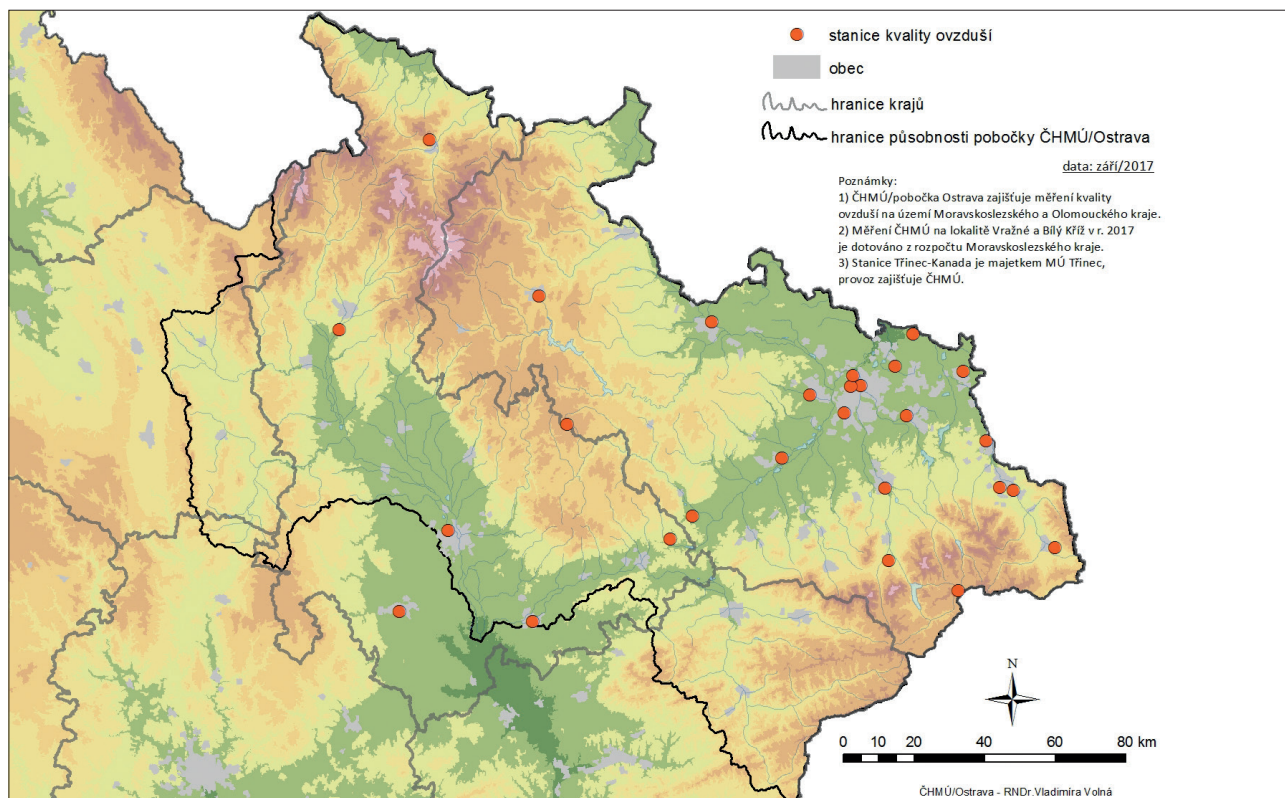 stanice kvality ovzduší
obec
hranice krajů
hranice působnosti pobočky ČHMÚ/Ostrava
data: září/2017
Poznámky:
1) ČHMÚ/pobočka Ostrava zajišťuje měření kvality
ovzduší na území Moravskoslezského a Olomouckého kraje.
2) Měření ČHMÚ na lokalitě Vražné a Bílý Kříž v r. 2017
je dotováno z rozpočtu Moravskoslezského kraje.
3) Stanice Třinec-Kanada je majetkem MÚ Třinec,
provoz zajišťuje ČHMÚ.
N
0 10 20 40 60 80 km
ČHMÚ/Ostrava - RNDr.Vladimíra Volná